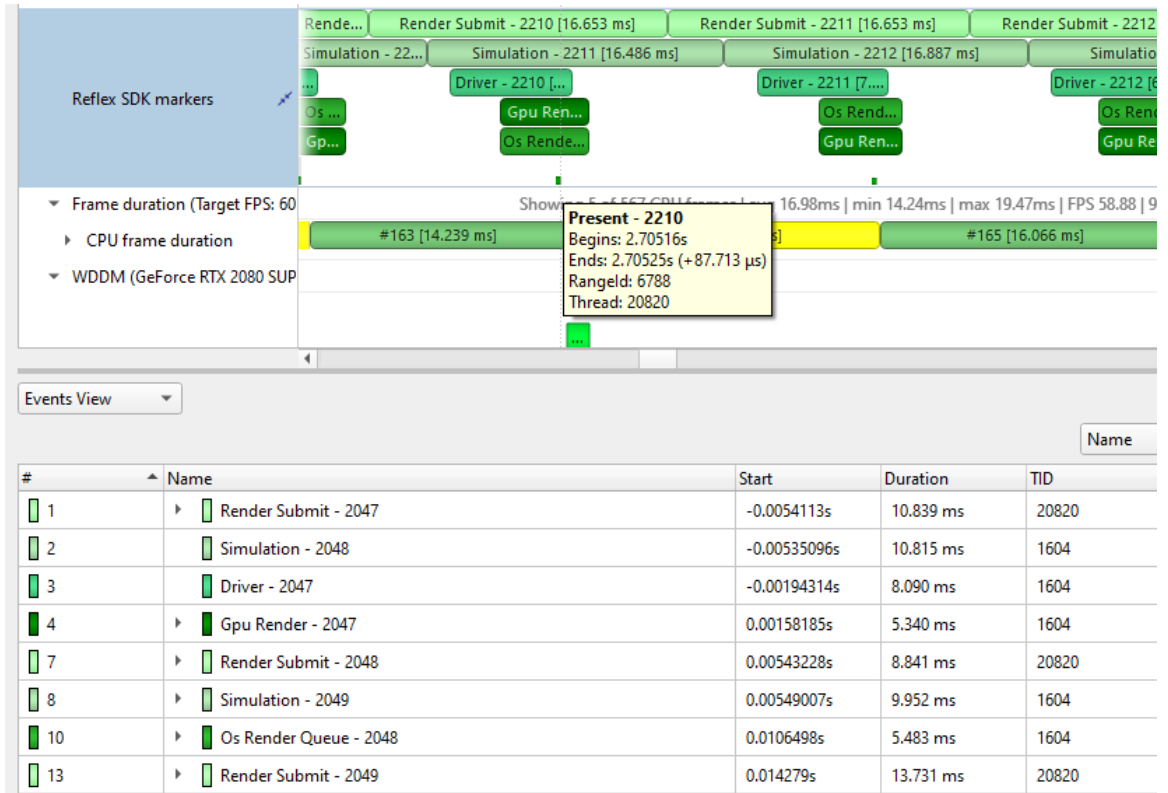 Rende... Render Submit - 2210 [16.653 ms] Render Submit - 2211 [16.653 ms] Render Submit - 2212
Simulation - 22... Simulation - 2211 [16.486 ms] Simulation - 2212 [16.887 ms] Simulatio
... Driver - 2210 [... Driver - 2211 [7.... Driver - 2212 [6
Reflex SDK markers
Os ... Gpu Ren... Os Rend... Os Rend
Gp... Os Rende... Gpu Ren... Gpu Re
Frame duration (Target FPS: 60 Showing 5 of 567 CPU frames | avg 16.98ms | min 14.24ms | max 19.47ms | FPS 58.88 | 9
CPU frame duration #163 [14.239 ms] s] #165 [16.066 ms]
WDDM (GeForce RTX 2080 SUP
Present - 2210
Begins: 2.70516s
Ends: 2.70525s (+87.713 µs)
RangeId: 6788
Thread: 20820
...
Events View
Name
# Name Start Duration TID
1 Render Submit - 2047 -0.0054113s 10.839 ms 20820
2 Simulation - 2048 -0.00535096s 10.815 ms 1604
3 Driver - 2047 -0.00194314s 8.090 ms 1604
4 Gpu Render - 2047 0.00158185s 5.340 ms 1604
7 Render Submit - 2048 0.00543228s 8.841 ms 20820
8 Simulation - 2049 0.00549007s 9.952 ms 1604
10 Os Render Queue - 2048 0.0106498s 5.483 ms 1604
13 Render Submit - 2049 0.014279s 13.731 ms 20820